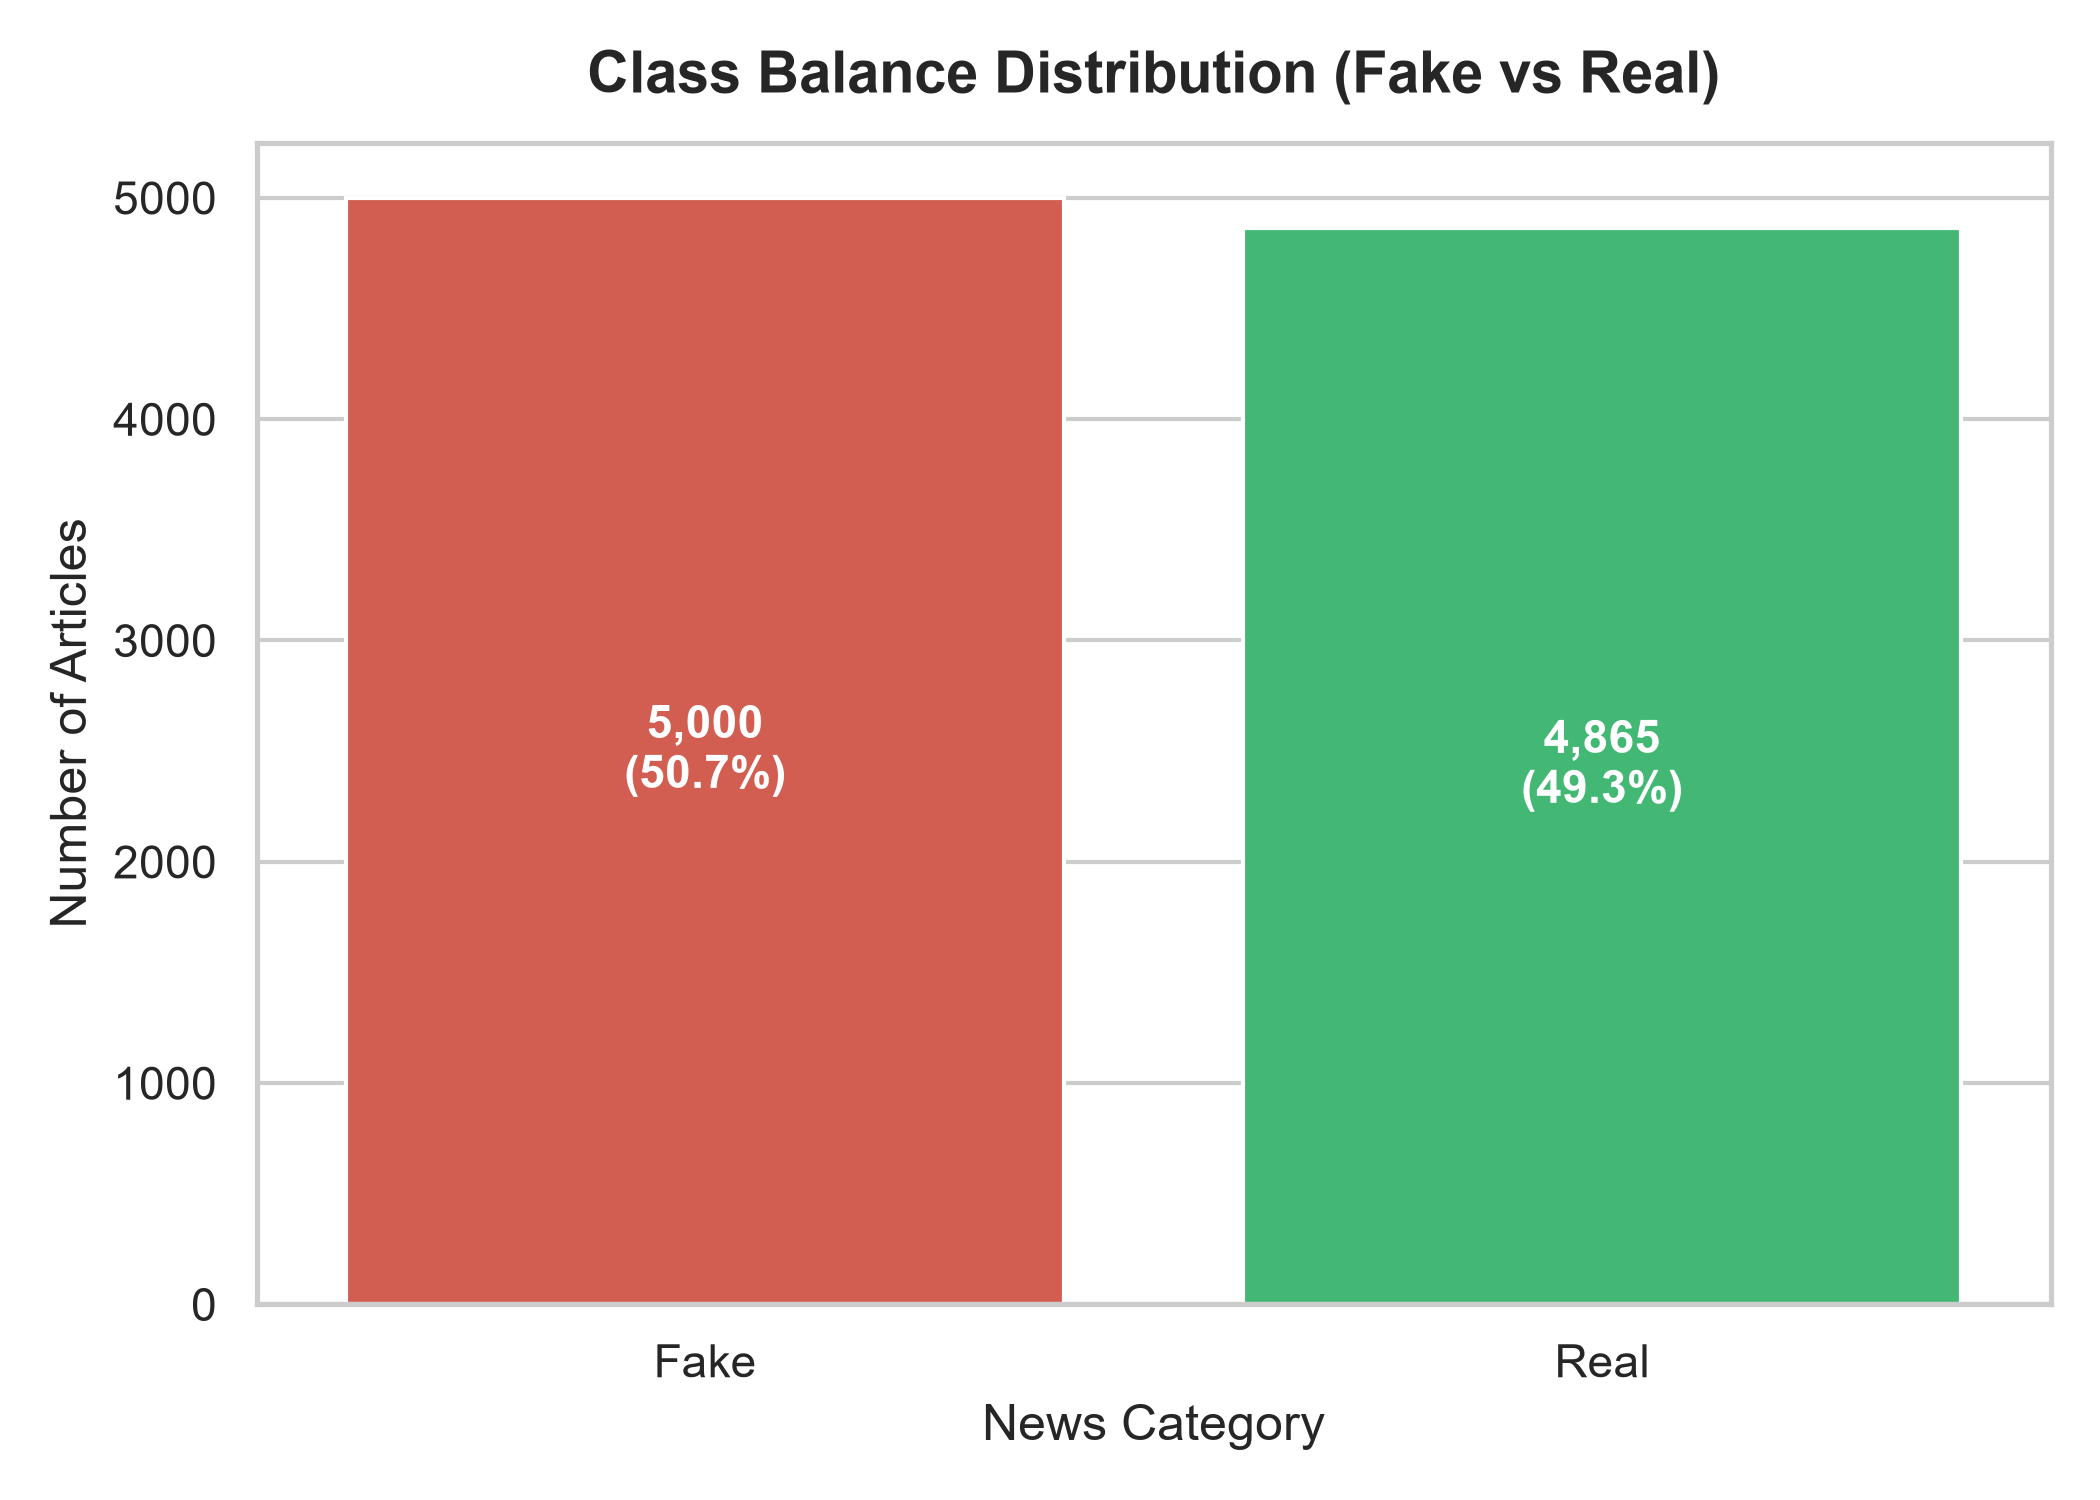 Class Balance Distribution (Fake vs Real)
Number of Articles
5000
4000
3000
2000
1000
0
5,000
(50.7%)
4,865
(49.3%)
Fake
Real
News Category